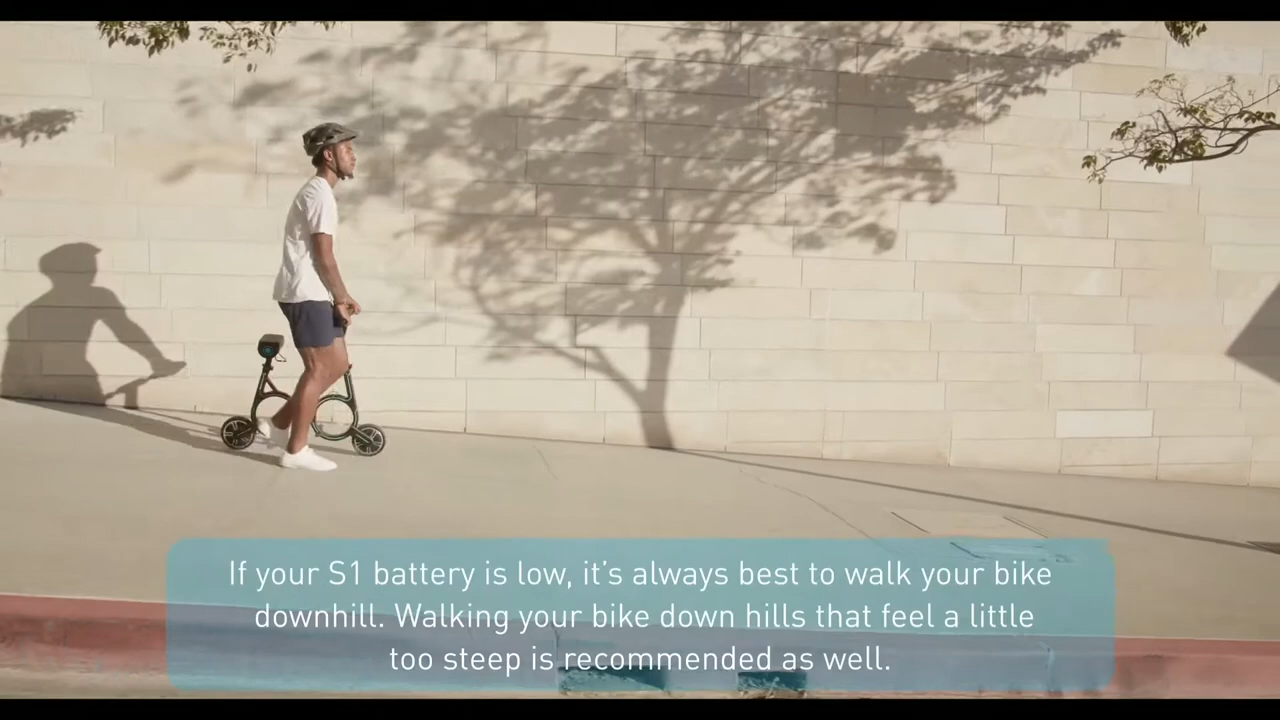 If your S1 battery is low, it's always best to walk your bike
downhill. Walking your bike down hills that feel a little
too steep is recommended as well.